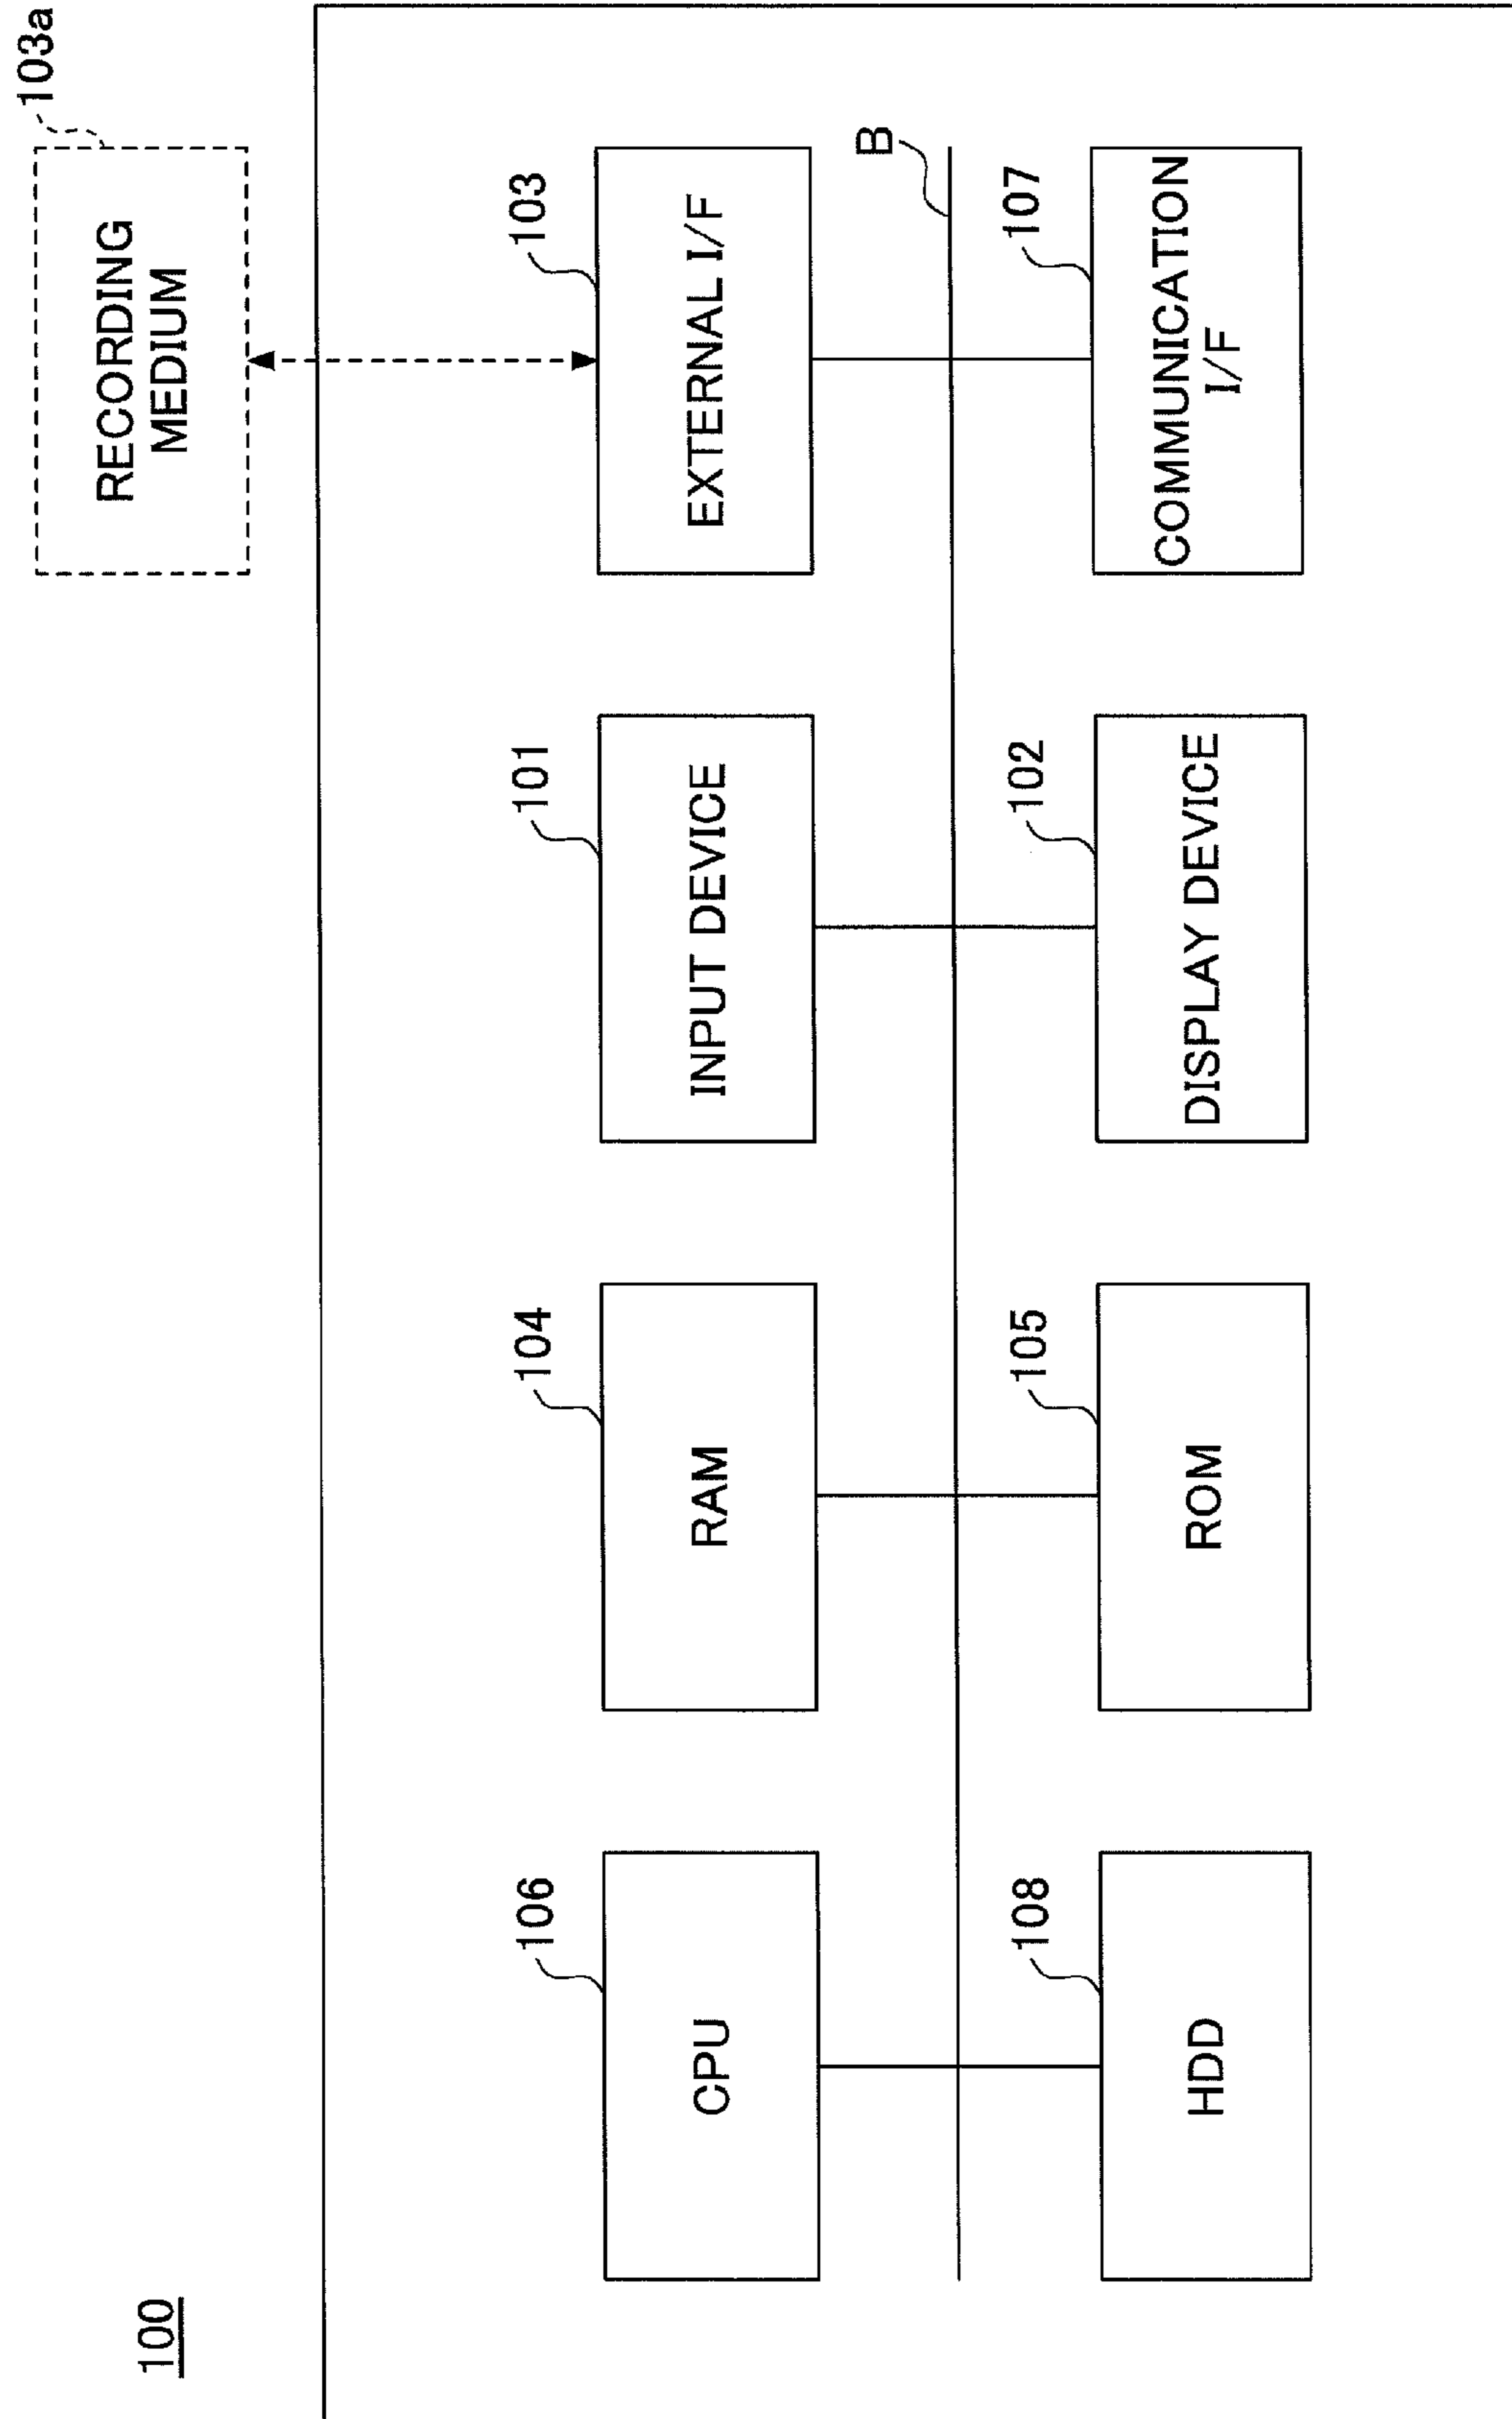 100
103a
RECORDING
MEDIUM
106
CPU
104
RAM
101
INPUT DEVICE
103
EXTERNAL I/F
B
108
HDD
105
ROM
102
DISPLAY DEVICE
107
COMMUNICATION
I/F